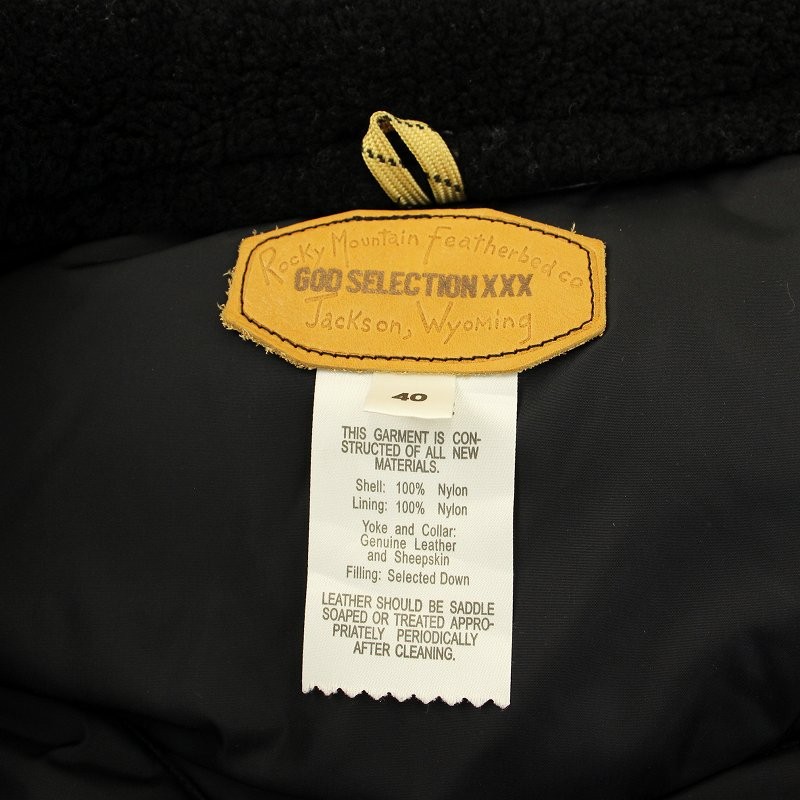 Rocky Mountain Featherbed co
GOD SELECTION XXX
Jackson, Wyoming
40
THIS GARMENT IS CON-
STRUCTED OF ALL NEW
MATERIALS.
Shell: 100% Nylon
Lining: 100% Nylon
Yoke and Collar:
Genuine Leather
and Sheepskin
Filling: Selected Down
LEATHER SHOULD BE SADDLE
SOAPED OR TREATED APPRO-
PRIATELY PERIODICALLY
AFTER CLEANING.